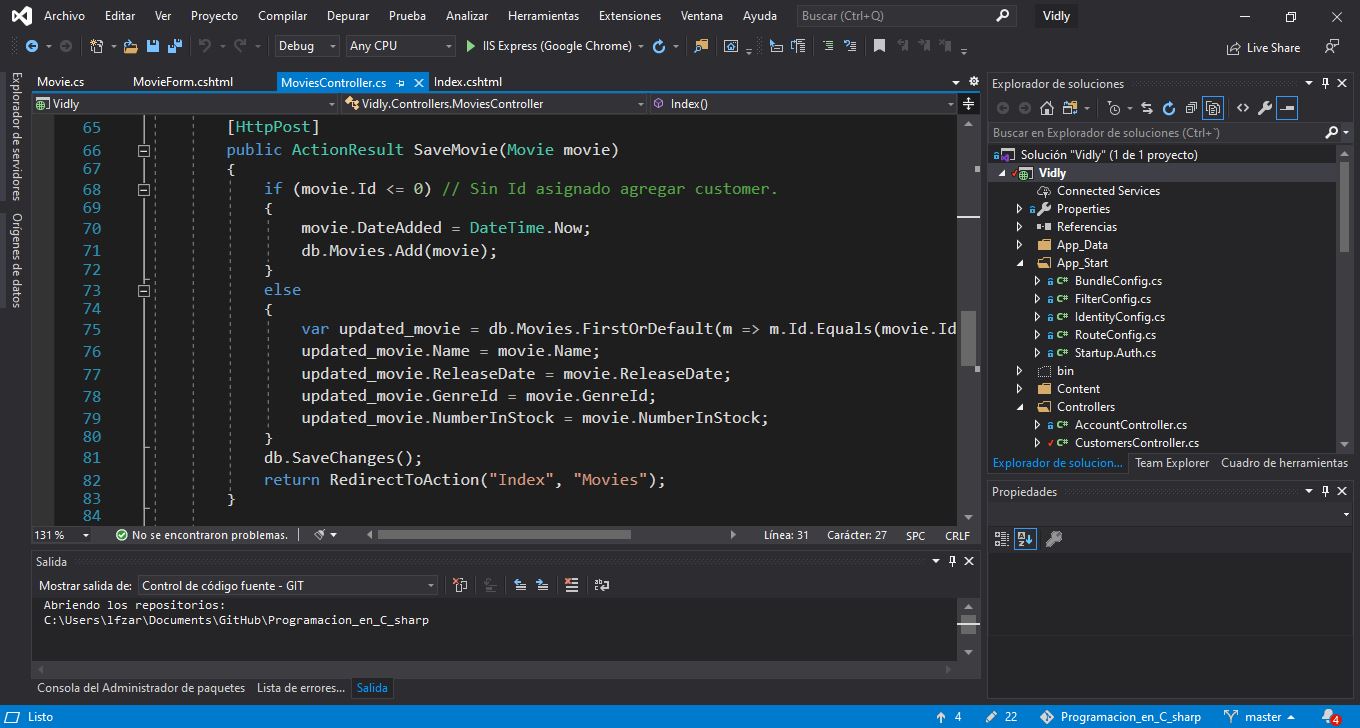 Archivo Editar Ver Proyecto Compilar Depurar Prueba Analizar Herramientas Extensiones Ventana Ayuda Buscar (Ctrl+Q) Vidly
Debug Any CPU IIS Express (Google Chrome) Live Share
Explorador de servidores
Orígenes de datos
Movie.cs MovieForm.cshtml MoviesController.cs Index.cshtml
Vidly Vidly.Controllers.MoviesController Index()
65 [HttpPost]
66 public ActionResult SaveMovie(Movie movie)
67 {
68 if (movie.Id <= 0) // Sin Id asignado agregar customer.
69 {
70 movie.DateAdded = DateTime.Now;
71 db.Movies.Add(movie);
72 }
73 else
74 {
75 var updated_movie = db.Movies.FirstOrDefault(m => m.Id.Equals(movie.Id
76 updated_movie.Name = movie.Name;
77 updated_movie.ReleaseDate = movie.ReleaseDate;
78 updated_movie.GenreId = movie.GenreId;
79 updated_movie.NumberInStock = movie.NumberInStock;
80 }
81 db.SaveChanges();
82 return RedirectToAction("Index", "Movies");
83 }
84
131 % No se encontraron problemas. Línea: 31 Carácter: 27 SPC CRLF
Salida
Mostrar salida de: Control de código fuente - GIT
Abriendo los repositorios:
C:\Users\lfzar\Documents\GitHub\Programacion_en_C_sharp
Consola del Administrador de paquetes Lista de errores... Salida
Explorador de soluciones
Buscar en Explorador de soluciones (Ctrl+`)
Solución "Vidly" (1 de 1 proyecto)
Vidly
Connected Services
Properties
Referencias
App_Data
App_Start
C# BundleConfig.cs
C# FilterConfig.cs
C# IdentityConfig.cs
C# RouteConfig.cs
C# Startup.Auth.cs
bin
Content
Controllers
C# AccountController.cs
C# CustomersController.cs
Explorador de solucion... Team Explorer Cuadro de herramientas
Propiedades
Listo 4 22 Programacion_en_C_sharp master 4